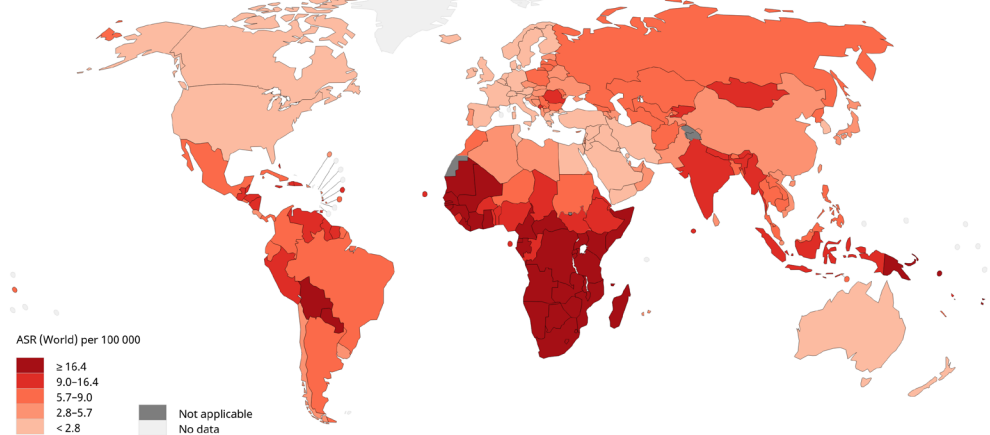 ASR (World) per 100 000
≥ 16.4
9.0–16.4
5.7–9.0
2.8–5.7
< 2.8
Not applicable
No data